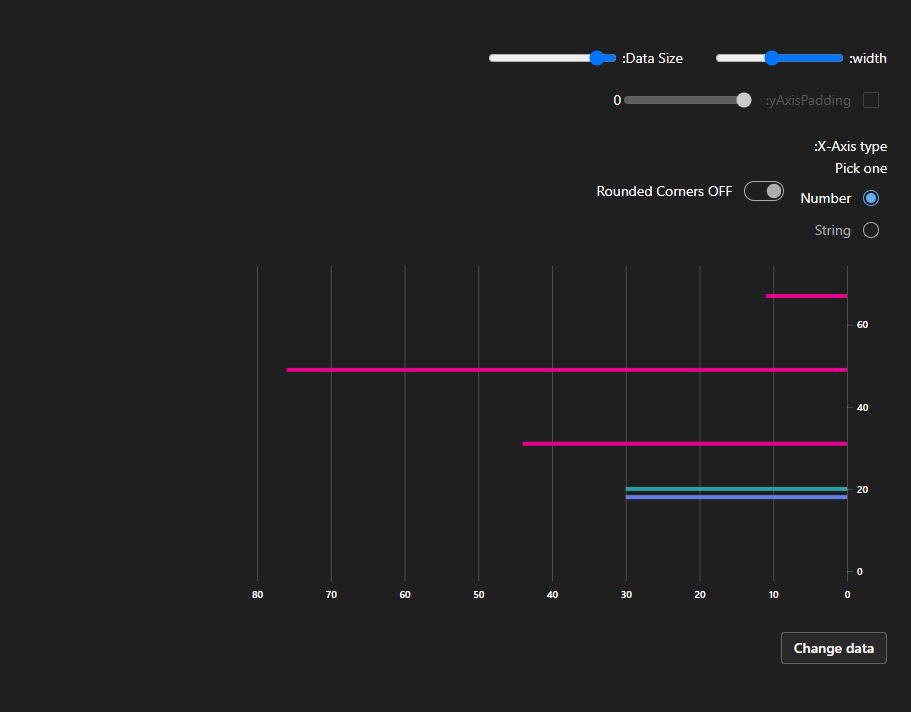 :width
:Data Size
:yAxisPadding
0
:X-Axis type
Pick one
Number
Rounded Corners OFF
String
60
40
20
0
80 70 60 50 40 30 20 10 0
Change data